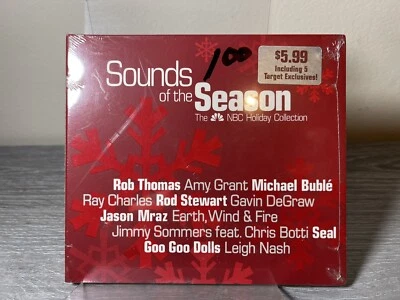 Sounds
of the Season
The NBC Holiday Collection
1.00
$5.99
Including 5
Target Exclusives!
Rob Thomas Amy Grant Michael Bublé
Ray Charles Rod Stewart Gavin DeGraw
Jason Mraz Earth, Wind & Fire
Jimmy Sommers feat. Chris Botti Seal
Goo Goo Dolls Leigh Nash